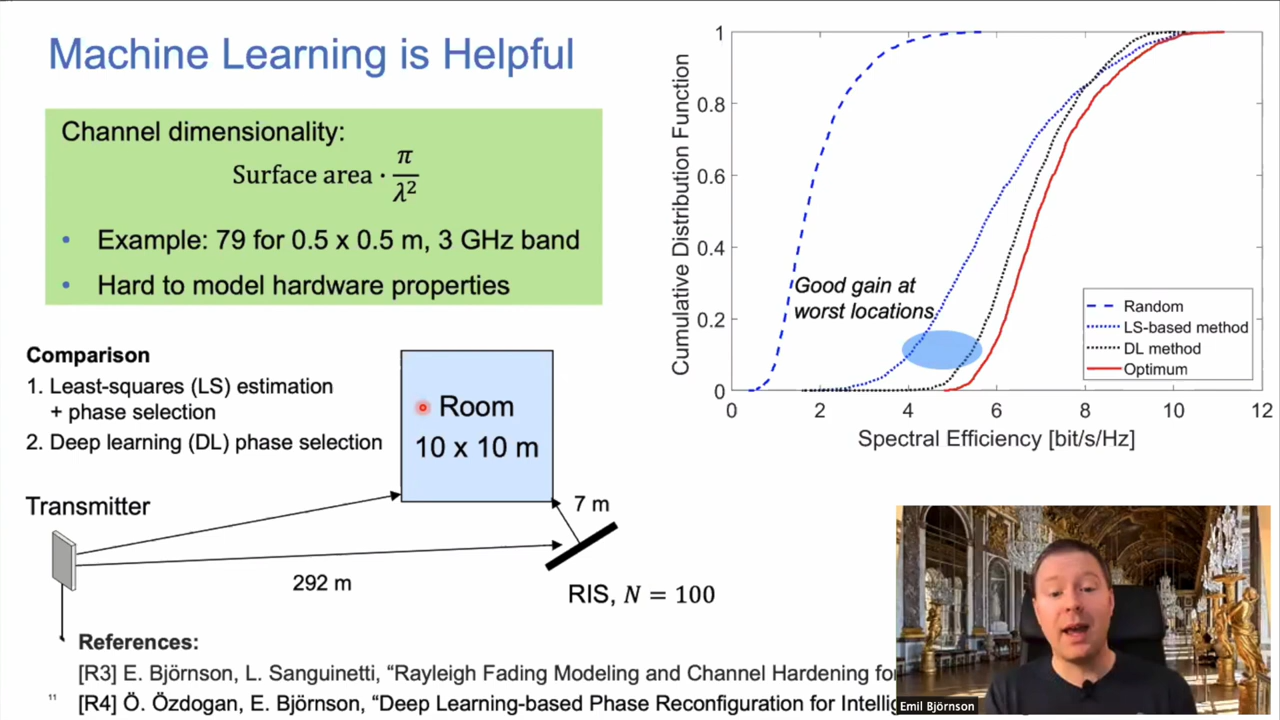 Machine Learning is Helpful
Channel dimensionality:
Surface area · π/λ²
• Example: 79 for 0.5 x 0.5 m, 3 GHz band
• Hard to model hardware properties
Comparison
1. Least-squares (LS) estimation
+ phase selection
2. Deep learning (DL) phase selection
Room
10 x 10 m
Transmitter
7 m
292 m
RIS, N = 100
Cumulative Distribution Function
1
0.8
0.6
0.4
0.2
0
Good gain at
worst locations
Random
LS-based method
DL method
Optimum
0 2 4 6 8 10 12
Spectral Efficiency [bit/s/Hz]
References:
[R3] E. Björnson, L. Sanguinetti, “Rayleigh Fading Modeling and Channel Hardening for
11
[R4] Ö. Özdogan, E. Björnson, “Deep Learning-based Phase Reconfiguration for
Emil Björnson